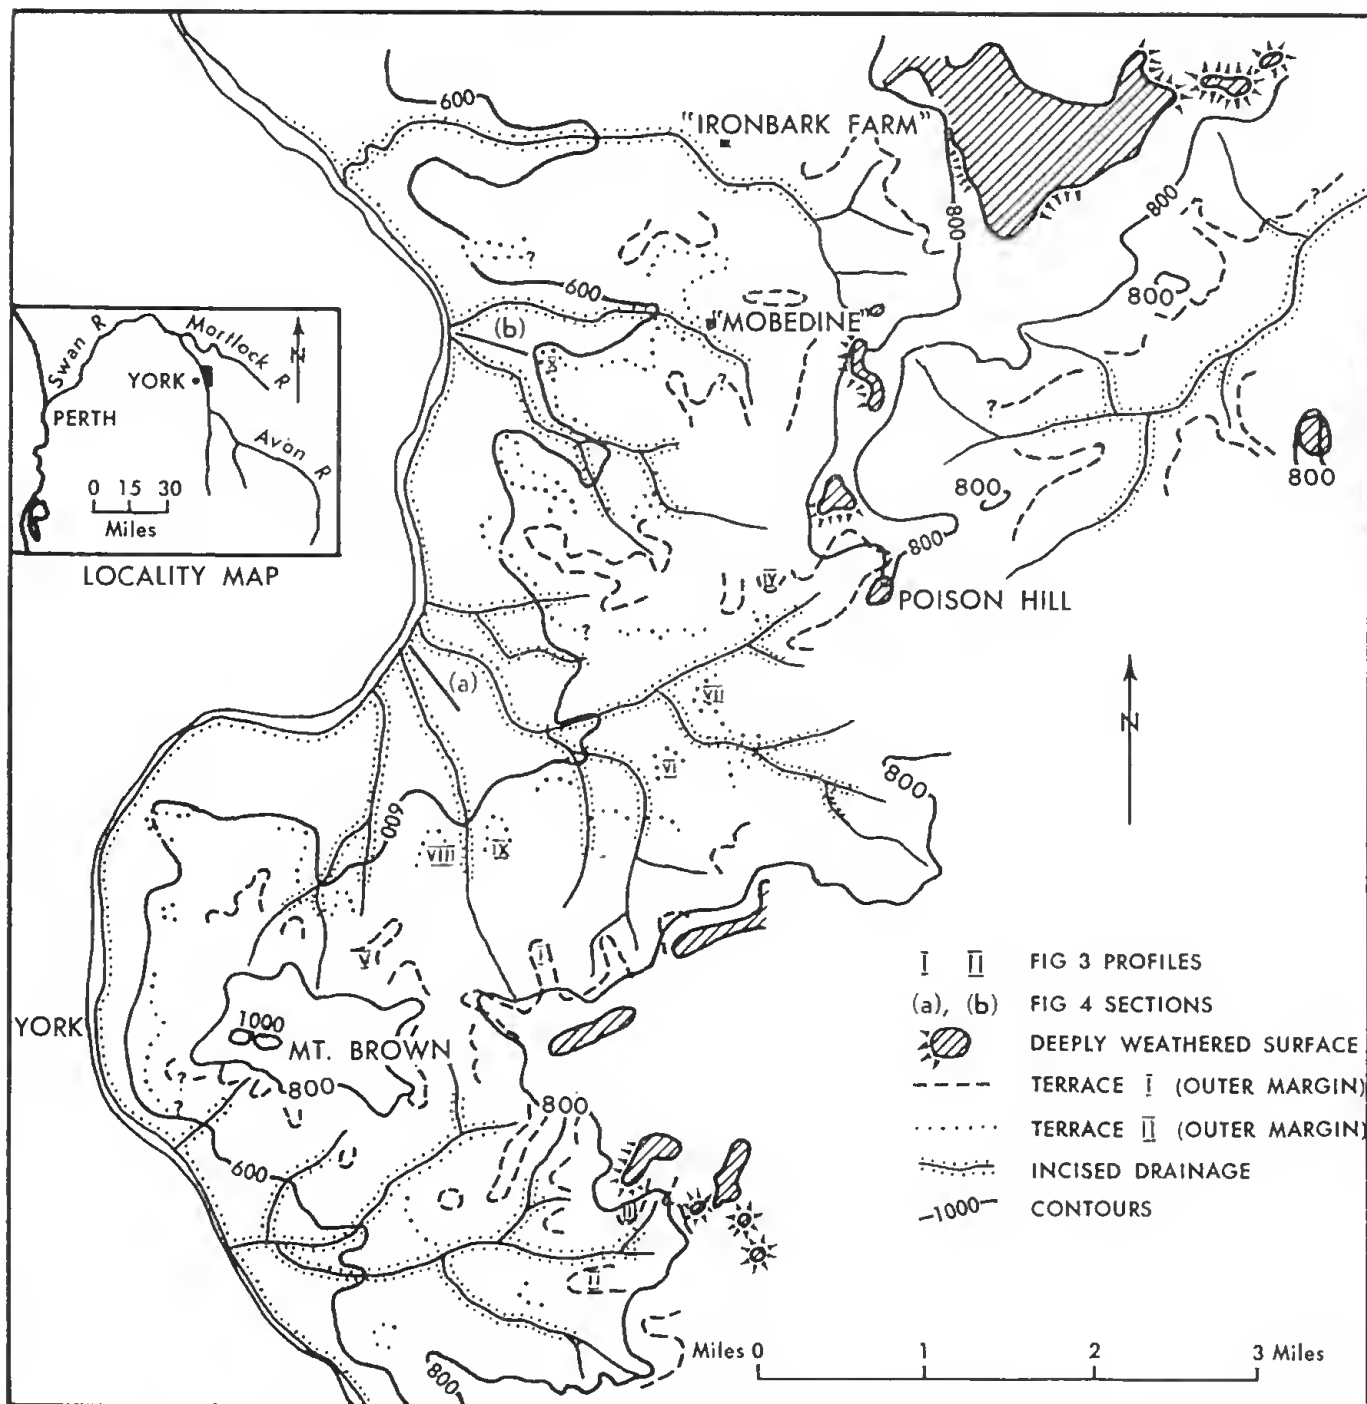 600
"IRONBARK FARM"
800
800
?
800
600
?
(b)
"MOBEDINE"
X
?
?
Swan R
Mortlock R
N
YORK
PERTH
Avon R
0 15 30
Miles
LOCALITY MAP
800
800
800
IV
POISON HILL
?
(a)
VII
N
VI
800
600
VIII
IX
V
I
YORK
1000
MT. BROWN
800
?
?
600
800
III
II
800
I II FIG 3 PROFILES
(a), (b) FIG 4 SECTIONS
DEEPLY WEATHERED SURFACE
TERRACE I (OUTER MARGIN)
TERRACE II (OUTER MARGIN)
INCISED DRAINAGE
-1000- CONTOURS
Miles 0 1 2 3 Miles